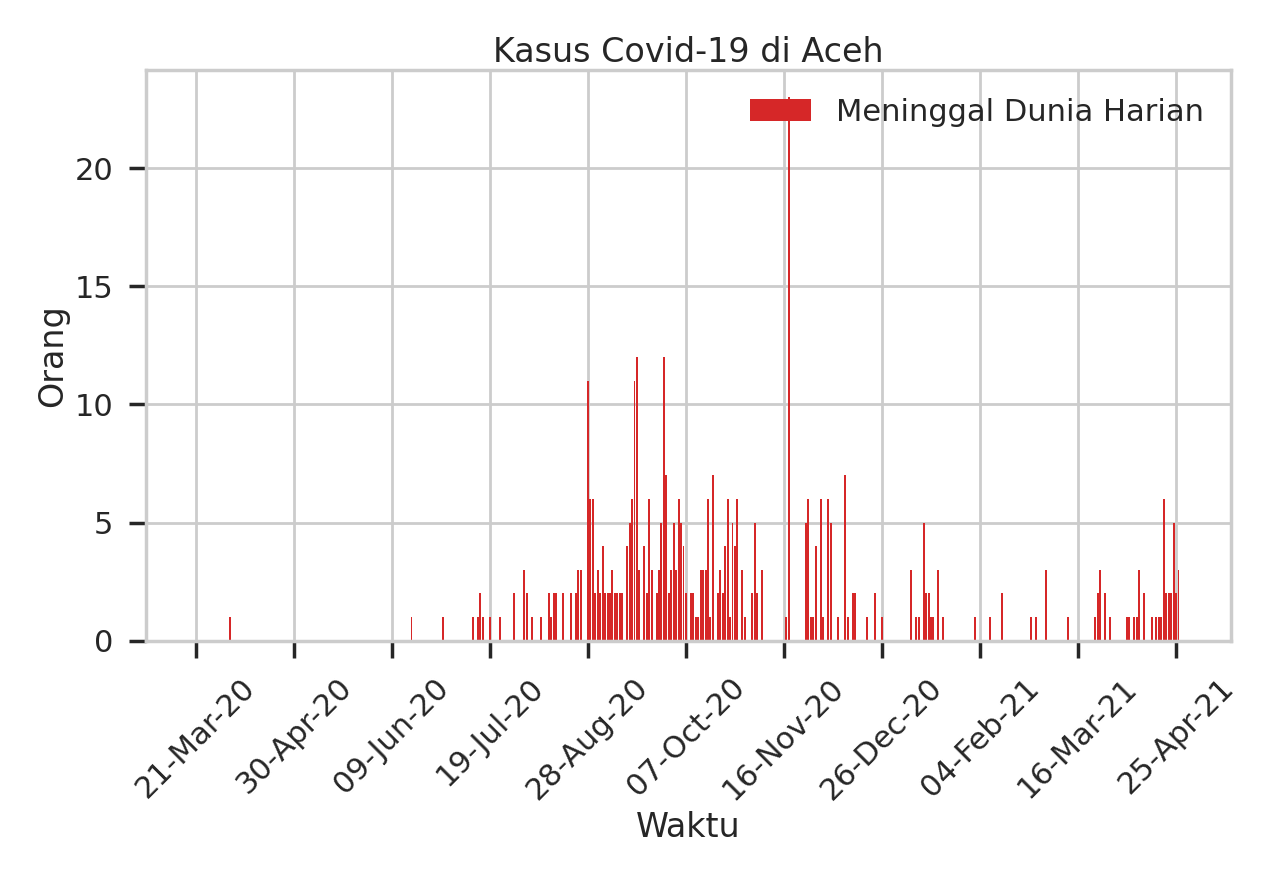 Kasus Covid-19 di Aceh
Meninggal Dunia Harian
Orang
20
15
10
5
0
21-Mar-20
30-Apr-20
09-Jun-20
19-Jul-20
28-Aug-20
07-Oct-20
16-Nov-20
26-Dec-20
04-Feb-21
16-Mar-21
25-Apr-21
Waktu